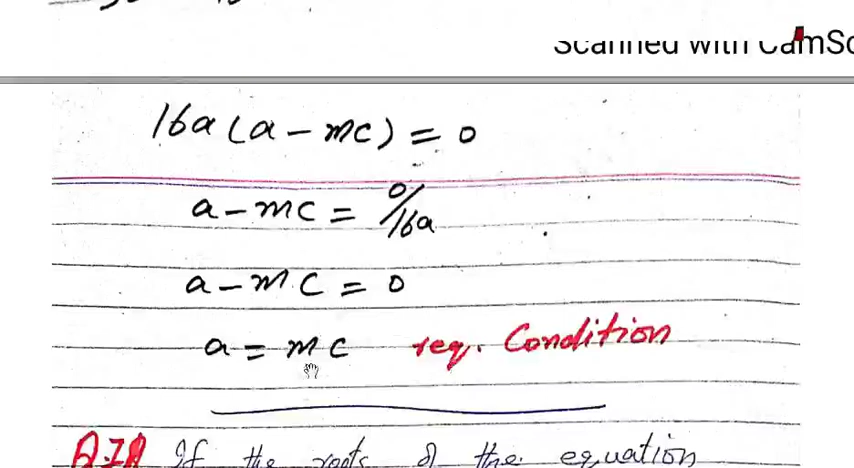 Scanned with CamSc
16a(a-mc) = 0
a-mc = 0/16a
a-mc = 0
a = mc req. Condition
If the roots of the equation